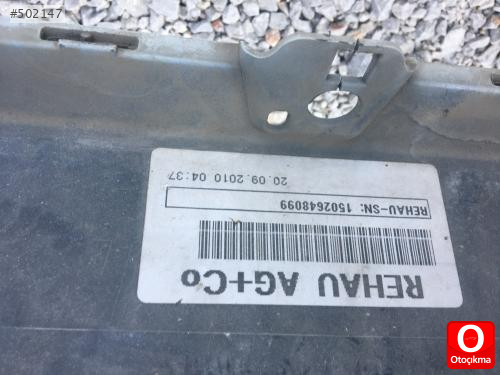 #502147
REHAU AG+Co
REHAU-SN: 1502648099
20.09.2010 04:37
O
Otoçıkma